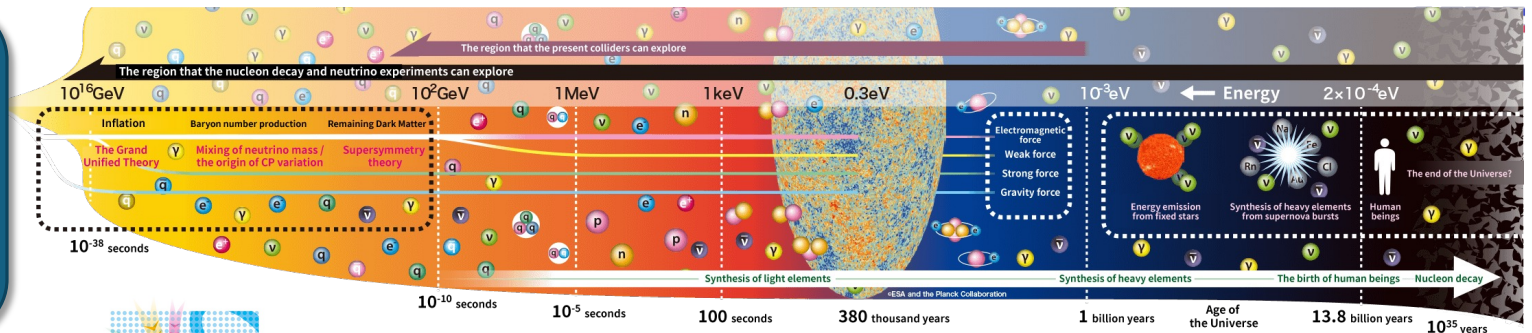 The region that the present colliders can explore
The region that the nucleon decay and neutrino experiments can explore
10¹⁶GeV
10²GeV
1MeV
1keV
0.3eV
10⁻³eV
Energy
2×10⁻⁴eV
Inflation
Baryon number production
Remaining Dark Matter
The Grand
Unified Theory
Mixing of neutrino mass /
the origin of CP variation
Supersymmetry
theory
Electromagnetic
force
Weak force
Strong force
Gravity force
Energy emission
from fixed stars
Na
Fe
Rn
Cl
Au
Synthesis of heavy elements
from supernova bursts
Human
beings
The end of the Universe?
Synthesis of light elements
Synthesis of heavy elements
The birth of human beings
Nucleon decay
©ESA and the Planck Collaboration
10⁻³⁸ seconds
10⁻¹⁰ seconds
10⁻⁵ seconds
100 seconds
380 thousand years
1 billion years
Age of
the Universe
13.8 billion years
10³⁵ years